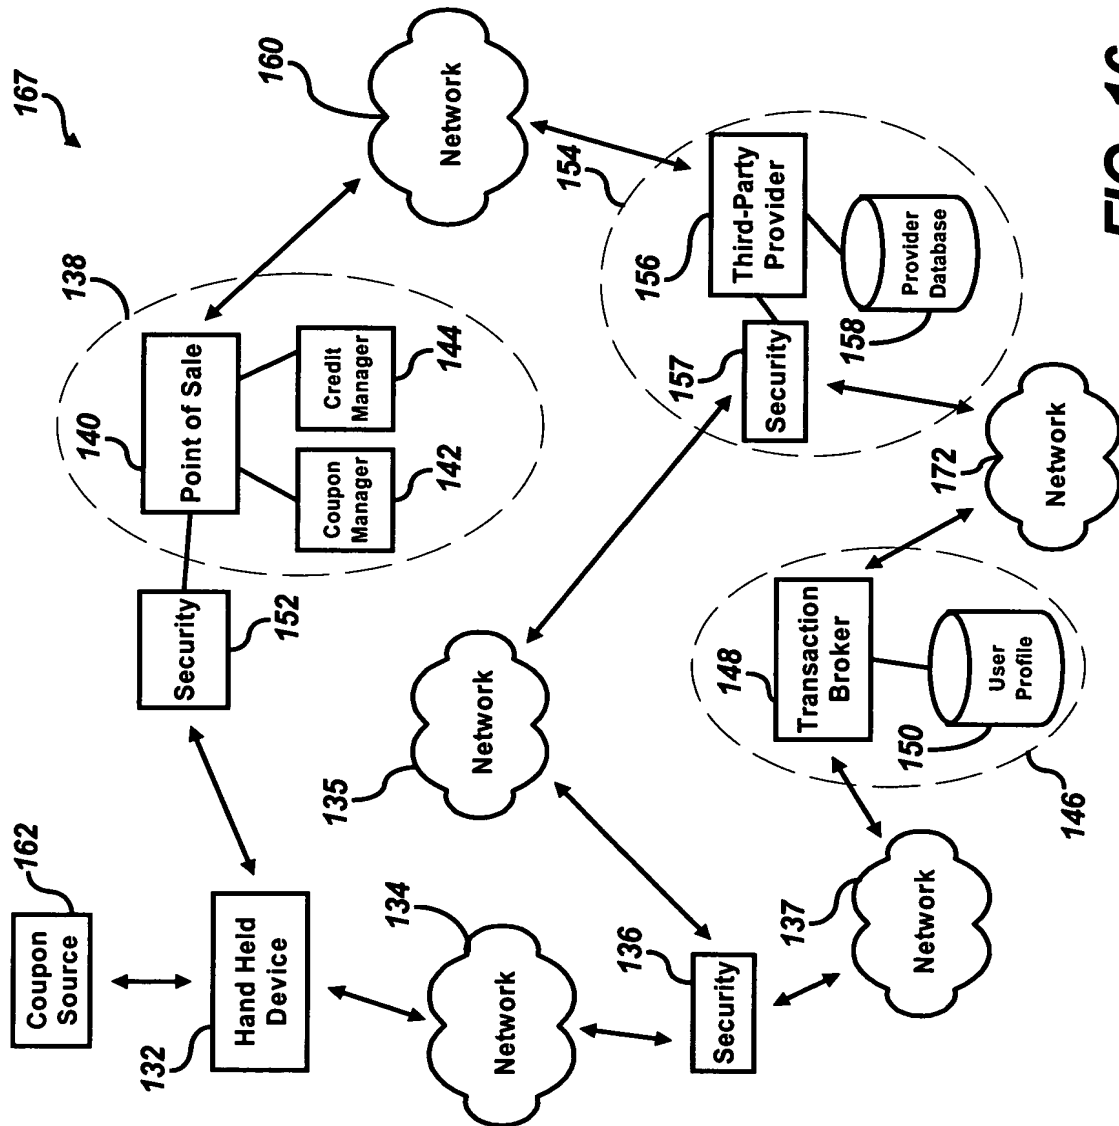 162
167
Coupon
Source
138
140
132
Hand Held
Device
Security
Point of Sale
152
160
Coupon
Manager
Credit
Manager
142
144
134
135
Network
Network
Network
154
136
156
157
Security
148
Third-Party
Provider
Security
137
Transaction
Broker
158
Provider
Database
150
172
Network
User
Profile
146
Network
FIG